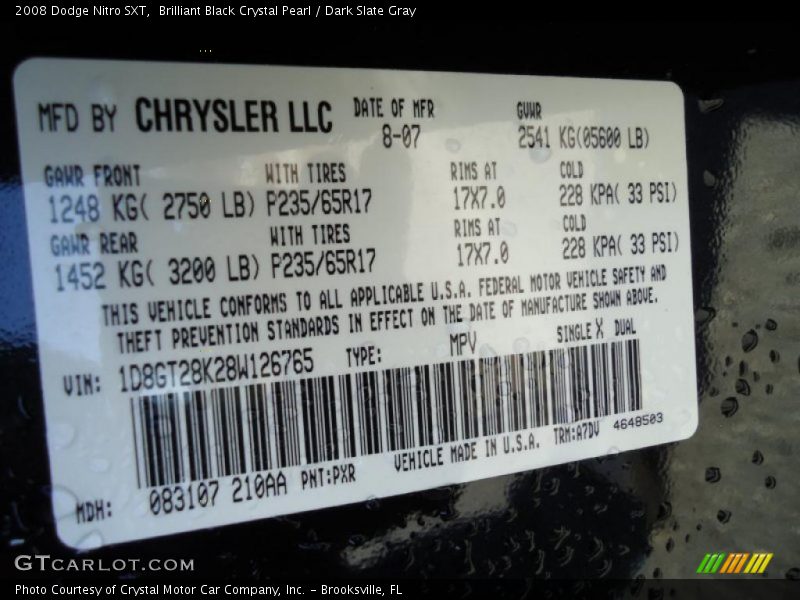 2008 Dodge Nitro SXT,  Brilliant Black Crystal Pearl / Dark Slate Gray
MFD BY CHRYSLER LLC DATE OF MFR GVWR
8-07 2541 KG(05600 LB)
GAWR FRONT WITH TIRES RIMS AT COLD
1248 KG( 2750 LB) P235/65R17 17X7.0 228 KPA( 33 PSI)
GAWR REAR WITH TIRES RIMS AT COLD
1452 KG( 3200 LB) P235/65R17 17X7.0 228 KPA( 33 PSI)
THIS VEHICLE CONFORMS TO ALL APPLICABLE U.S.A. FEDERAL MOTOR VEHICLE SAFETY AND
THEFT PREVENTION STANDARDS IN EFFECT ON THE DATE OF MANUFACTURE SHOWN ABOVE.
VIN: 1D8GT28K28W126765 TYPE: MPV SINGLE X DUAL
MDH: 083107 210AA PNT:PXR VEHICLE MADE IN U.S.A. TRM:A7DV 4648503
GTCARLOT.COM
Photo Courtesy of Crystal Motor Car Company, Inc. – Brooksville, FL